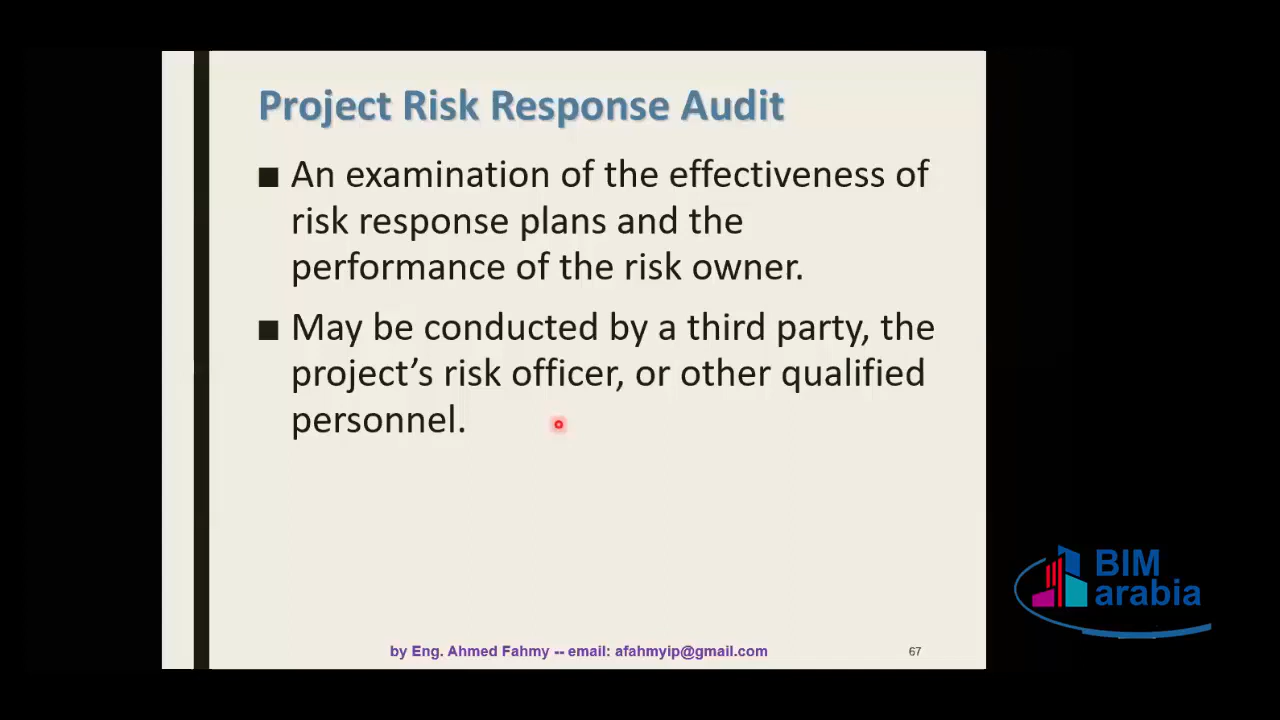 Project Risk Response Audit
■ An examination of the effectiveness of
risk response plans and the
performance of the risk owner.
■ May be conducted by a third party, the
project’s risk officer, or other qualified
personnel.
BIM
arabia
by Eng. Ahmed Fahmy -- email: afahmyip@gmail.com
67